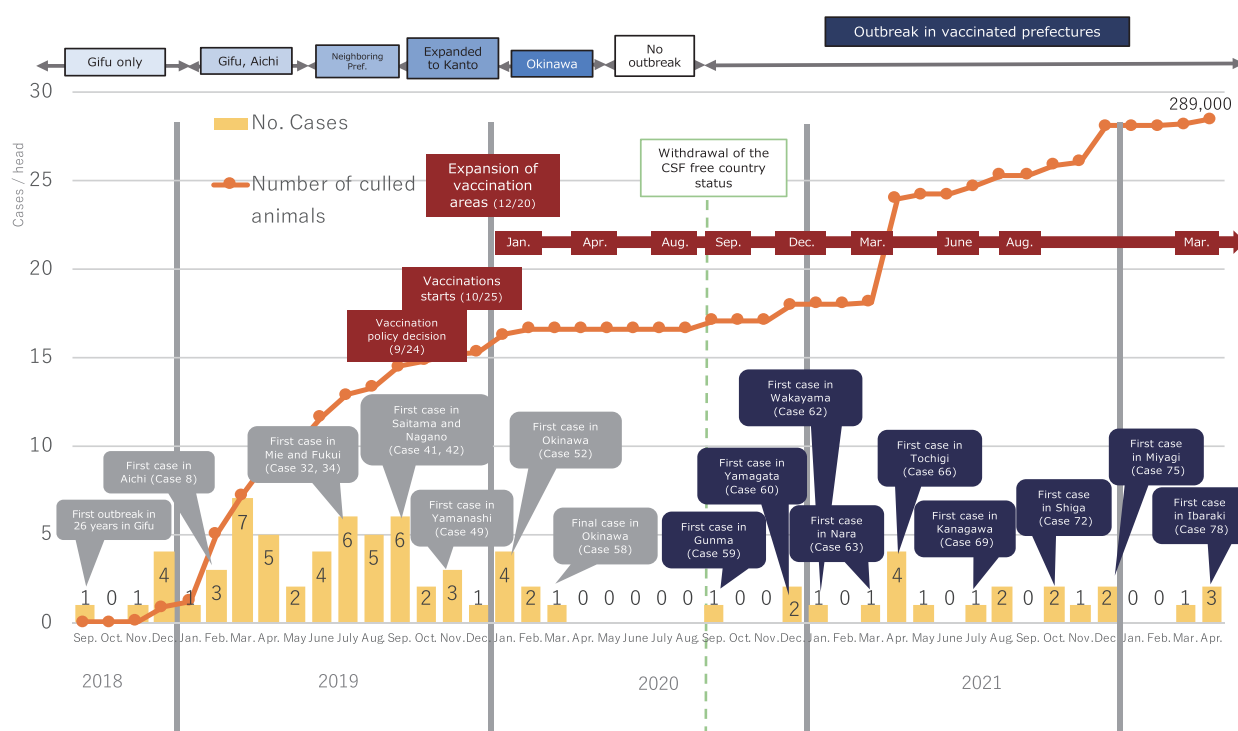 Gifu only
Gifu, Aichi
Neighboring
Pref.
Expanded
to Kanto
Okinawa
No
outbreak
Outbreak in vaccinated prefectures
Cases / head
30
25
20
15
10
5
0
No. Cases
Number of culled
animals
289,000
Expansion of
vaccination
areas (12/20)
Withdrawal of the
CSF free country
status
Jan. Apr. Aug. Sep. Dec. Mar. June Aug. Mar.
Vaccinations
starts (10/25)
Vaccination
policy decision
(9/24)
First outbreak in
26 years in Gifu
First case in
Aichi (Case 8)
First case in
Mie and Fukui
(Case 32, 34)
First case in
Saitama and
Nagano
(Case 41, 42)
First case in
Yamanashi
(Case 49)
First case in
Okinawa
(Case 52)
Final case in
Okinawa
(Case 58)
First case in
Gunma
(Case 59)
First case in
Yamagata
(Case 60)
First case in
Wakayama
(Case 62)
First case in
Nara
(Case 63)
First case in
Tochigi
(Case 66)
First case in
Kanagawa
(Case 69)
First case in
Shiga
(Case 72)
First case
in Miyagi
(Case 75)
First case
in Ibaraki
(Case 78)
1 0 1 4 1 3 7 5 2 4 6 5 6 2 3 1 4 2 1 0 0 0 0 0 1 0 0 2 1 0 1 4 1 0 1 2 0 2 1 2 0 0 1 3
Sep. Oct. Nov. Dec. Jan. Feb. Mar. Apr. May June July Aug. Sep. Oct. Nov. Dec. Jan. Feb. Mar. Apr. May June July Aug. Sep. Oct. Nov. Dec. Jan. Feb. Mar. Apr. May June July Aug. Sep. Oct. Nov. Dec. Jan. Feb. Mar. Apr.
2018 2019 2020 2021